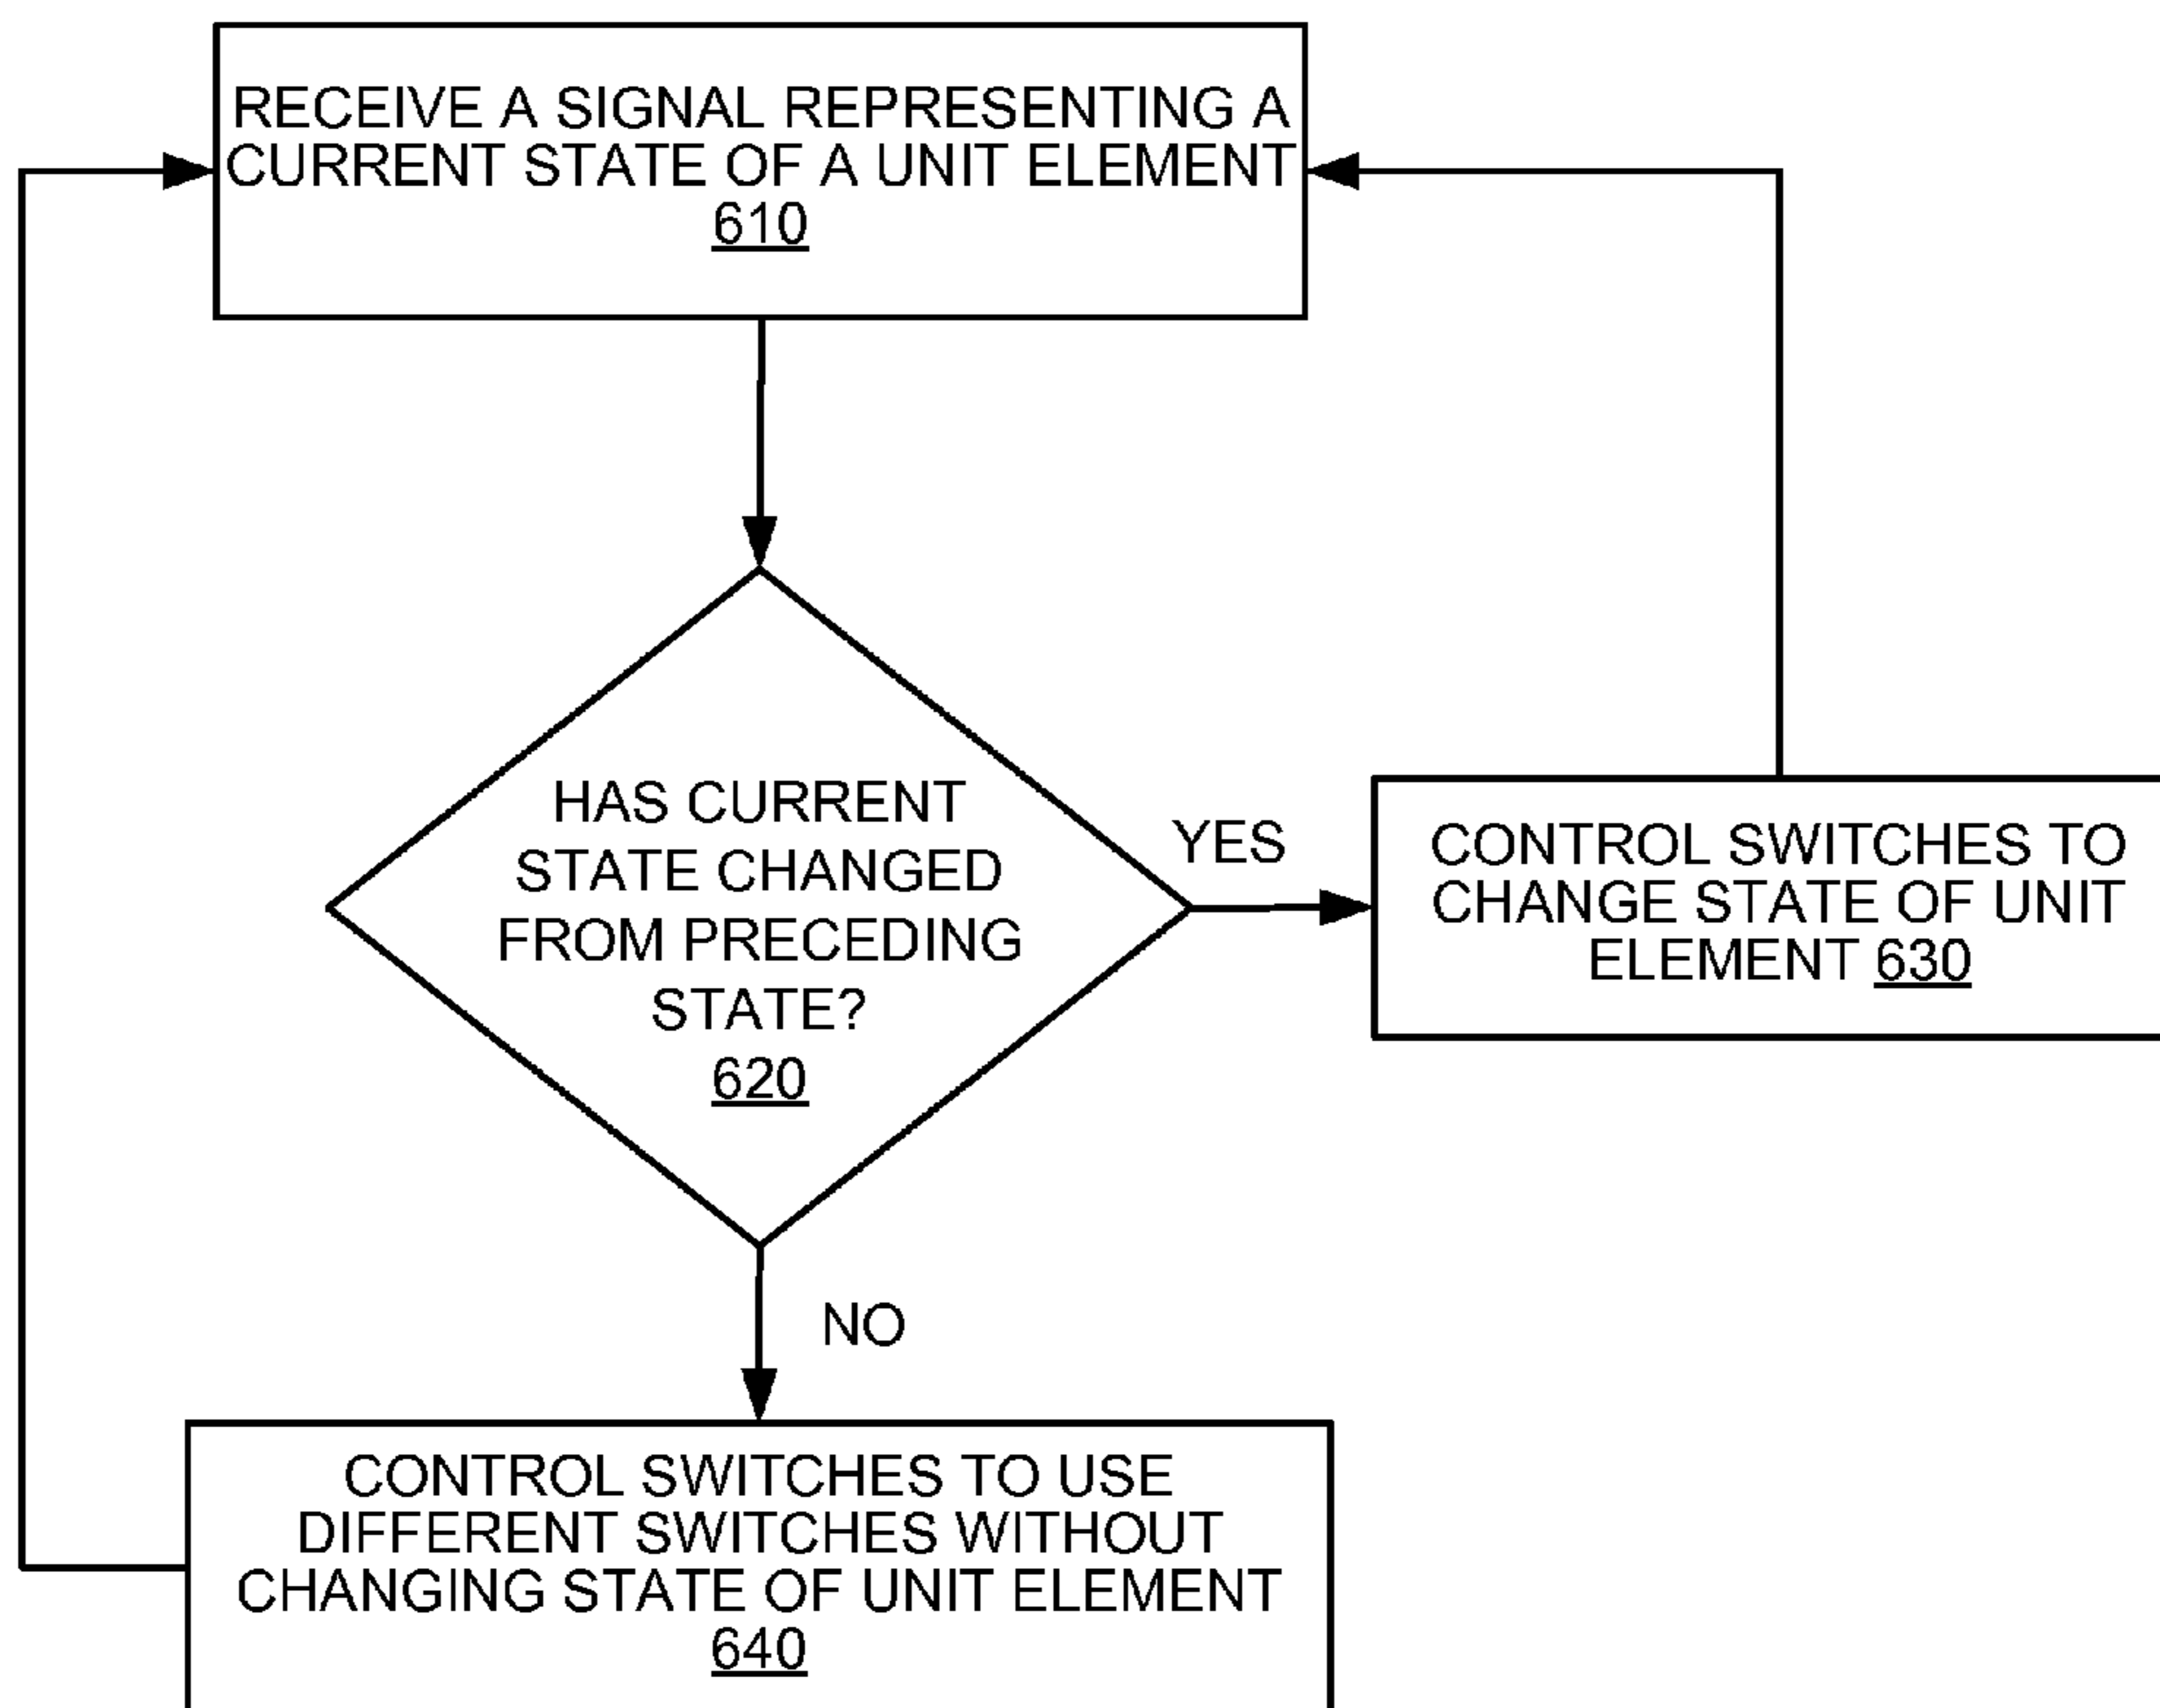 RECEIVE A SIGNAL REPRESENTING A
CURRENT STATE OF A UNIT ELEMENT
610
HAS CURRENT
STATE CHANGED
FROM PRECEDING
STATE?
620
YES
CONTROL SWITCHES TO
CHANGE STATE OF UNIT
ELEMENT 630
NO
CONTROL SWITCHES TO USE
DIFFERENT SWITCHES WITHOUT
CHANGING STATE OF UNIT ELEMENT
640